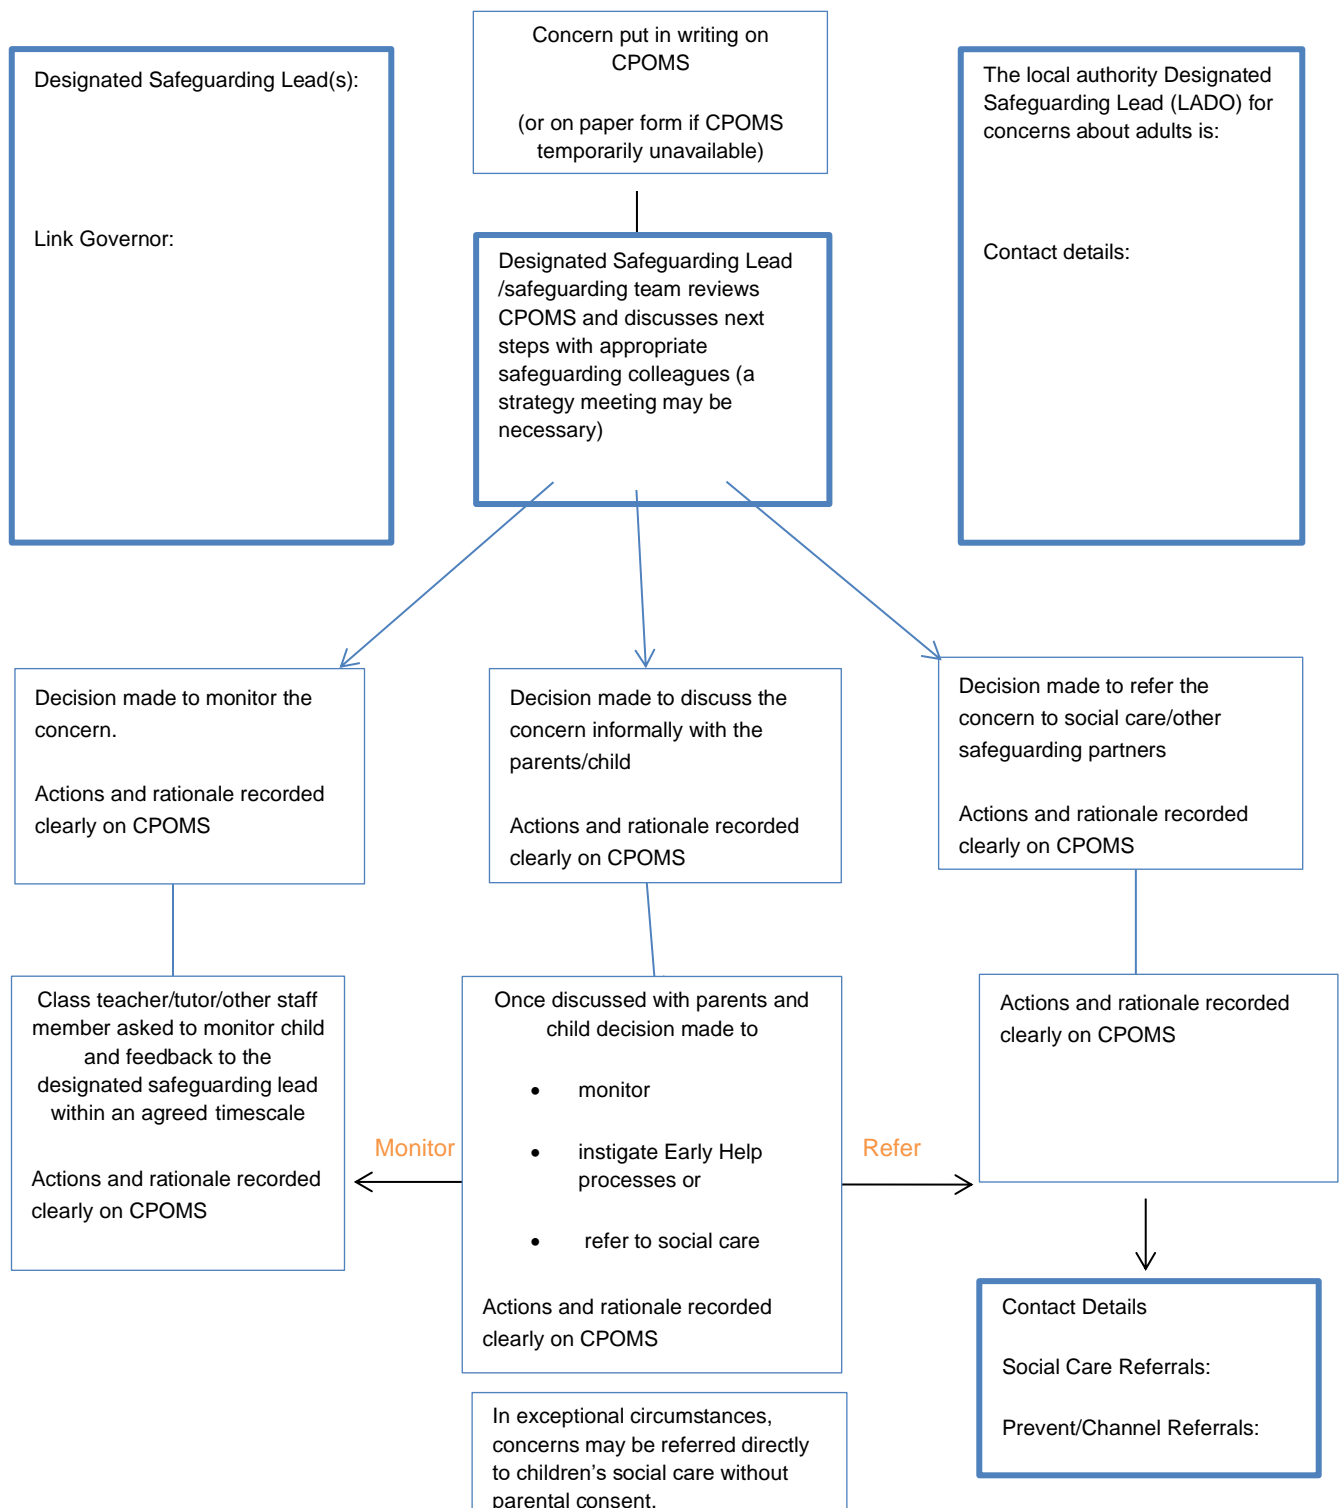 Concern put in writing on
CPOMS
(or on paper form if CPOMS
temporarily unavailable)
Designated Safeguarding Lead(s):
Link Governor:
The local authority Designated
Safeguarding Lead (LADO) for
concerns about adults is:
Contact details:
Designated Safeguarding Lead
/safeguarding team reviews
CPOMS and discusses next
steps with appropriate
safeguarding colleagues (a
strategy meeting may be
necessary)
Decision made to monitor the
concern.
Actions and rationale recorded
clearly on CPOMS
Decision made to discuss the
concern informally with the
parents/child
Actions and rationale recorded
clearly on CPOMS
Decision made to refer the
concern to social care/other
safeguarding partners
Actions and rationale recorded
clearly on CPOMS
Class teacher/tutor/other staff
member asked to monitor child
and feedback to the
designated safeguarding lead
within an agreed timescale
Actions and rationale recorded
clearly on CPOMS
Monitor
Once discussed with parents and
child decision made to
• monitor
• instigate Early Help
processes or
• refer to social care
Actions and rationale recorded
clearly on CPOMS
Refer
Actions and rationale recorded
clearly on CPOMS
Contact Details
Social Care Referrals:
Prevent/Channel Referrals:
In exceptional circumstances,
concerns may be referred directly
to children’s social care without
parental consent.